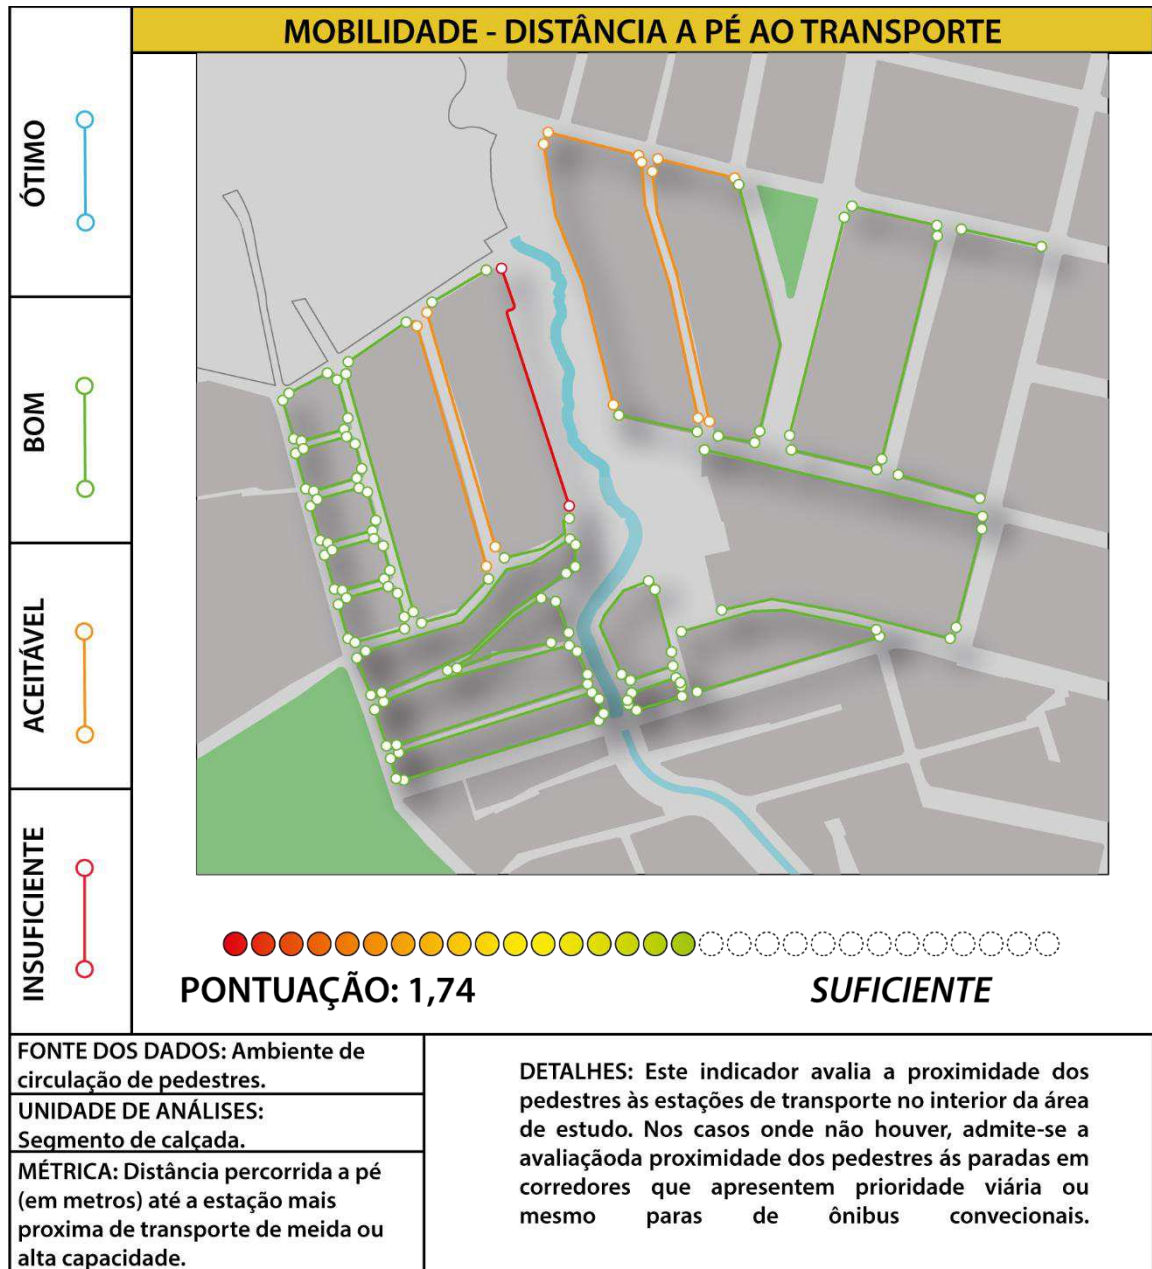 MOBILIDADE - DISTÂNCIA A PÉ AO TRANSPORTE
ÓTIMO
BOM
ACEITÁVEL
INSUFICIENTE
PONTUAÇÃO: 1,74
SUFICIENTE
FONTE DOS DADOS: Ambiente de
circulação de pedestres.
UNIDADE DE ANÁLISES:
Segmento de calçada.
MÉTRICA: Distância percorrida a pé
(em metros) até a estação mais
proxima de transporte de meida ou
alta capacidade.
DETALHES: Este indicador avalia a proximidade dos
pedestres às estações de transporte no interior da área
de estudo. Nos casos onde não houver, admite-se a
avaliaçãoda proximidade dos pedestres ás paradas em
corredores que apresentem prioridade viária ou
mesmo paras de ônibus convecionais.